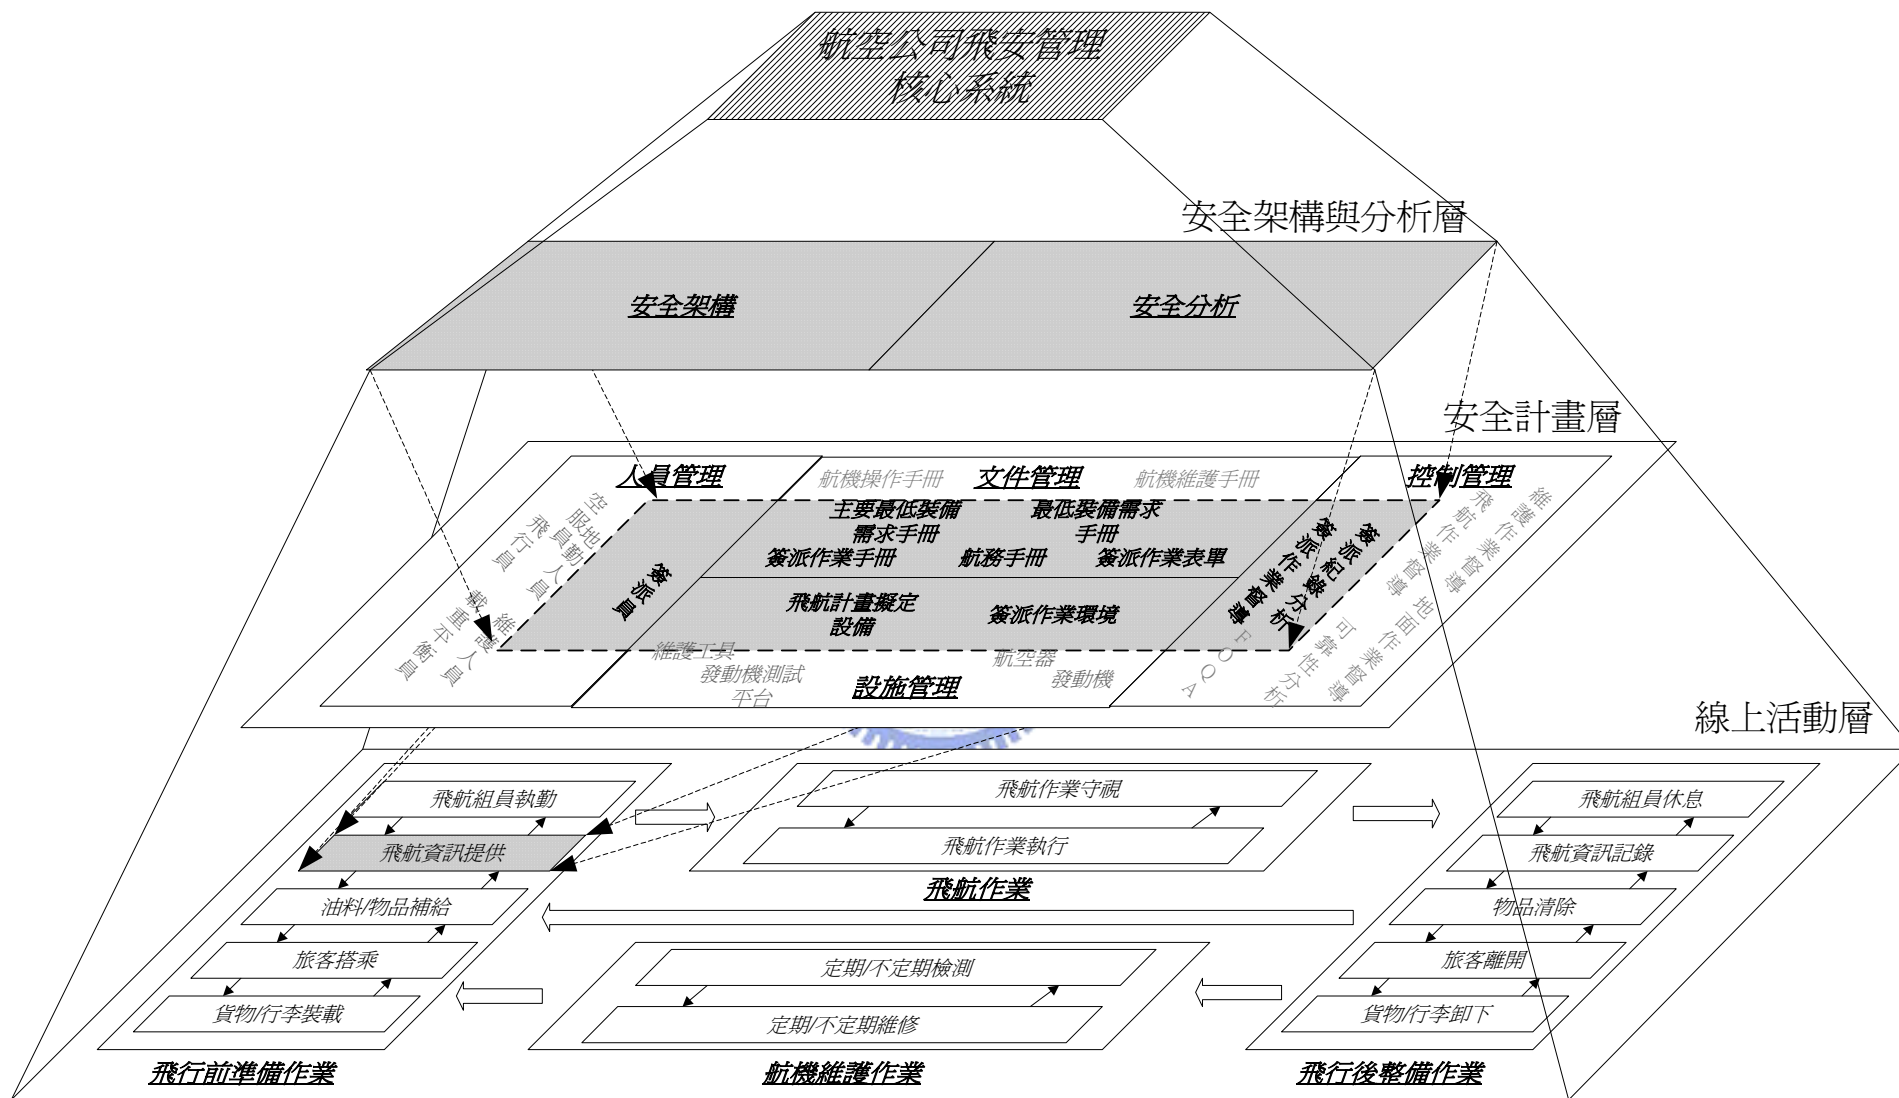 航空公司飛安管理
核心系統
安全架構與分析層
安全架構
安全分析
安全計畫層
人員管理
文件管理
控制管理
航機操作手冊
航機維護手冊
空服員
地勤人員
飛行員
維護人員
載重平衡員
簽派員
主要最低裝備
需求手冊
最低裝備需求
手冊
簽派作業手冊
航務手冊
簽派作業表單
飛航計畫擬定
設備
簽派作業環境
簽派紀錄分析
簽派作業督導
維護作業督導
飛航作業督導
地面作業督導
可靠性分析
FOQA
維護工具
發動機測試
平台
航空器
發動機
設施管理
線上活動層
飛航組員執勤
飛航資訊提供
油料/物品補給
旅客搭乘
貨物/行李裝載
飛行前準備作業
飛航作業守視
飛航作業執行
飛航作業
定期/不定期檢測
定期/不定期維修
航機維護作業
飛航組員休息
飛航資訊記錄
物品清除
旅客離開
貨物/行李卸下
飛行後整備作業